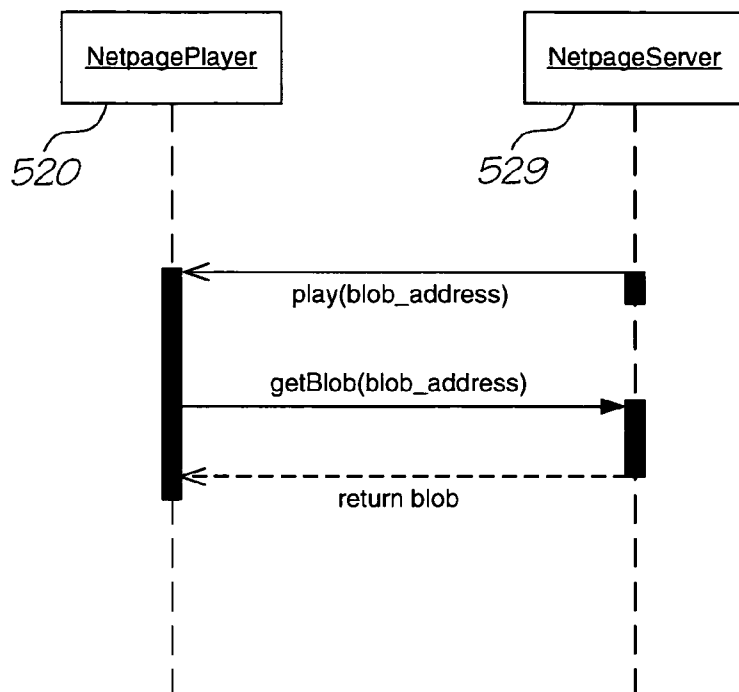 NetpagePlayer
NetpageServer
520
529
play(blob_address)
getBlob(blob_address)
return blob